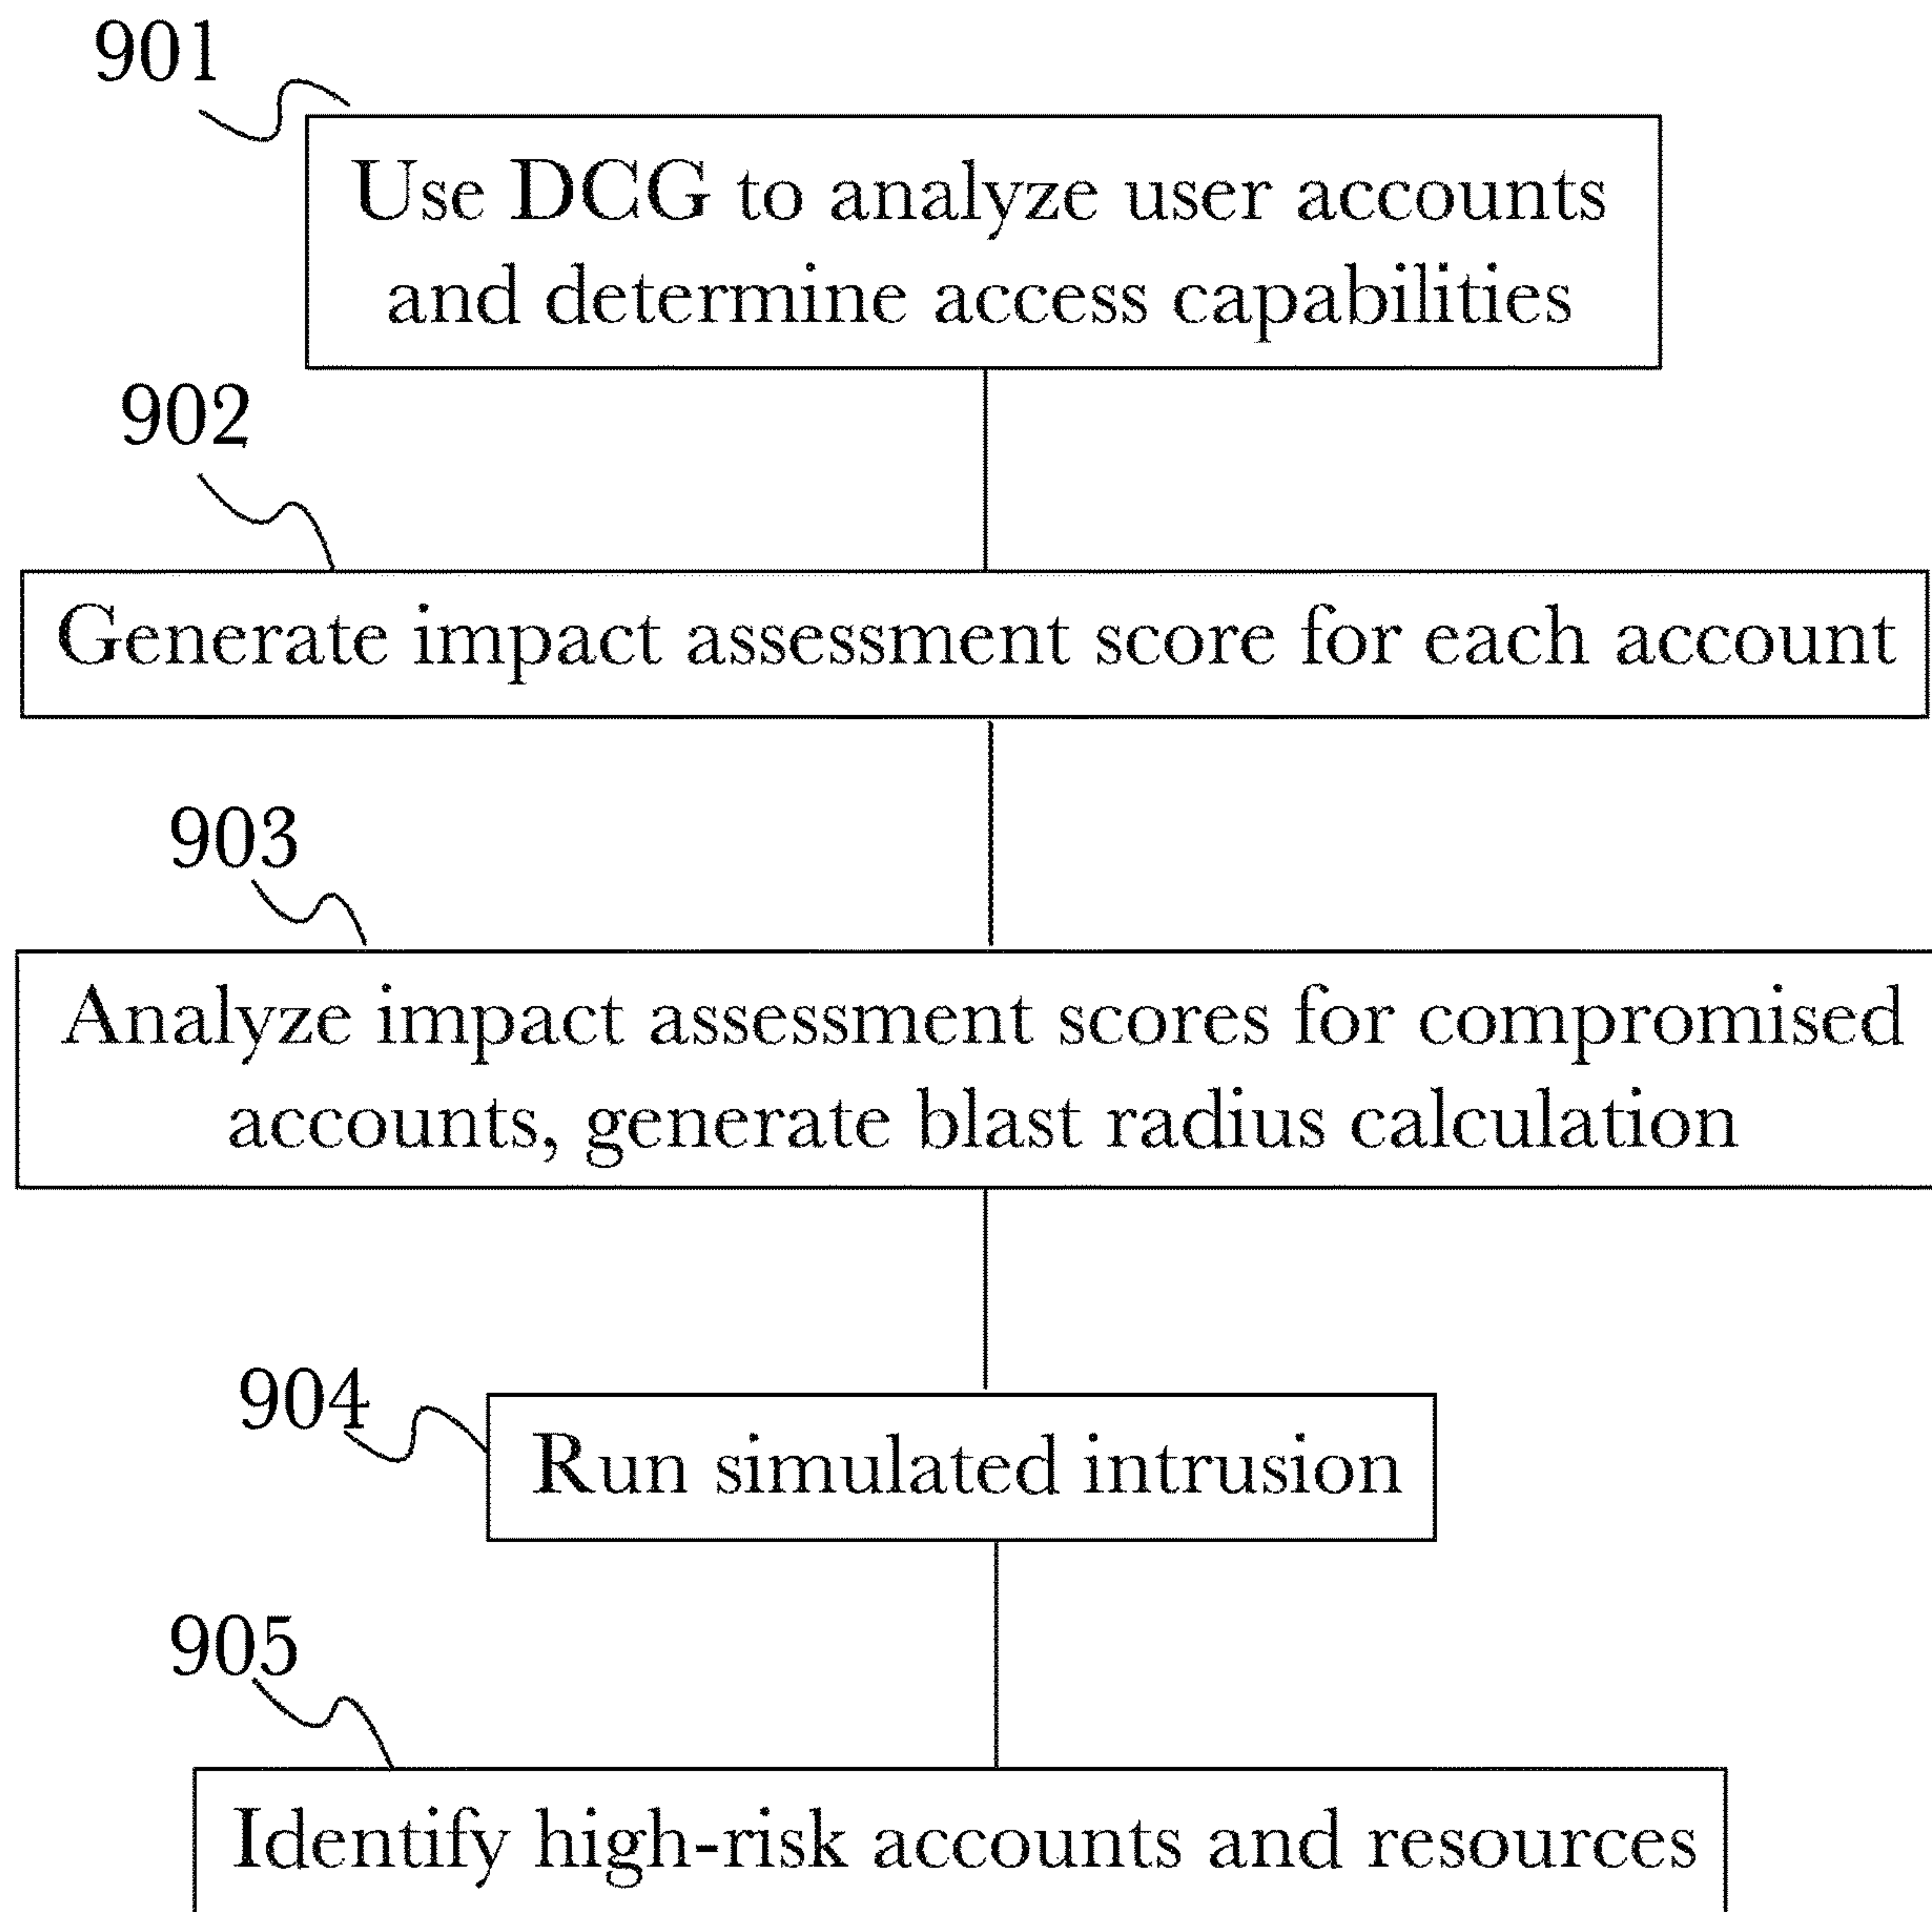 901
Use DCG to analyze user accounts
and determine access capabilities
902
Generate impact assessment score for each account
903
Analyze impact assessment scores for compromised
accounts, generate blast radius calculation
904
Run simulated intrusion
905
Identify high-risk accounts and resources